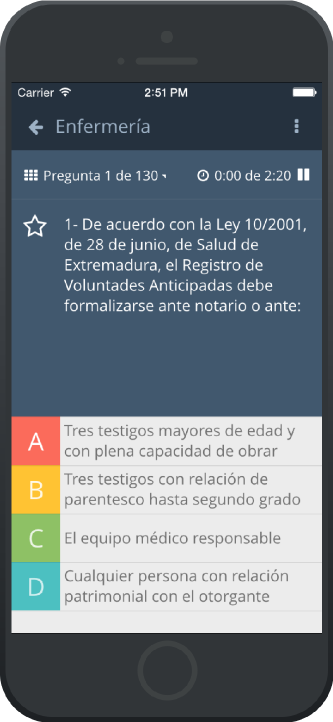 Carrier 2:51 PM
Enfermería
Pregunta 1 de 130 0:00 de 2:20
1- De acuerdo con la Ley 10/2001,
de 28 de junio, de Salud de
Extremadura, el Registro de
Voluntades Anticipadas debe
formalizarse ante notario o ante:
A Tres testigos mayores de edad y
con plena capacidad de obrar
B Tres testigos con relación de
parentesco hasta segundo grado
C El equipo médico responsable
D Cualquier persona con relación
patrimonial con el otorgante